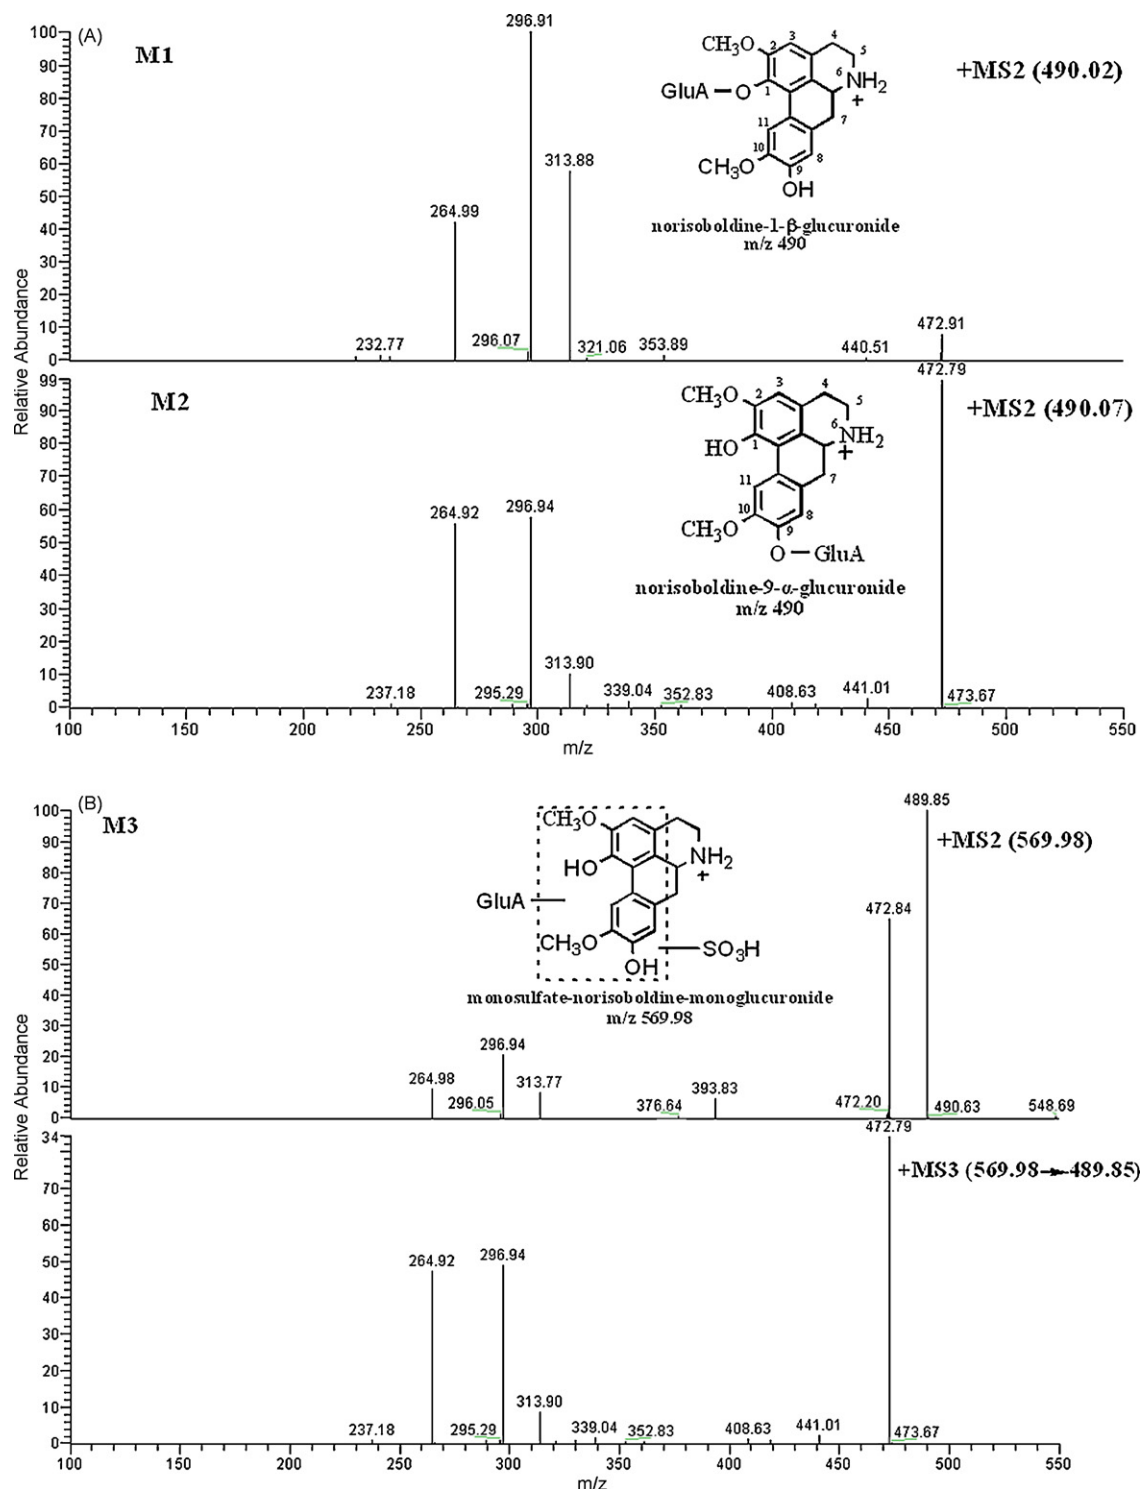 (A)
M1
+MS2 (490.02)
Relative Abundance
100
90
80
70
60
50
40
30
20
10
0
232.77
264.99
296.07
296.91
313.88
321.06
353.89
440.51
472.91
CH3O
GluA
O
NH2
+
CH3O
OH
1
2
3
4
5
6
7
8
9
10
11
norisoboldine-1-β-glucuronide
m/z 490
M2
+MS2 (490.07)
99
90
80
70
60
50
40
30
20
10
0
237.18
264.92
295.29
296.94
313.90
339.04
352.83
408.63
441.01
472.79
473.67
CH3O
HO
NH2
+
CH3O
O
GluA
1
2
3
4
5
6
7
8
9
10
11
norisoboldine-9-α-glucuronide
m/z 490
100 150 200 250 300 350 400 450 500 550
m/z
(B)
M3
+MS2 (569.98)
Relative Abundance
100
90
80
70
60
50
40
30
20
10
0
264.98
296.05
296.94
313.77
376.64
393.83
472.20
472.84
489.85
490.63
548.69
CH3O
HO
NH2
+
GluA
CH3O
SO3H
OH
monosulfate-norisoboldine-monoglucuronide
m/z 569.98
+MS3 (569.98→489.85)
Relative Abundance
34
70
60
50
40
30
20
10
0
237.18
264.92
295.29
296.94
313.90
339.04
352.83
408.63
441.01
472.79
473.67
100 150 200 250 300 350 400 450 500 550
m/z